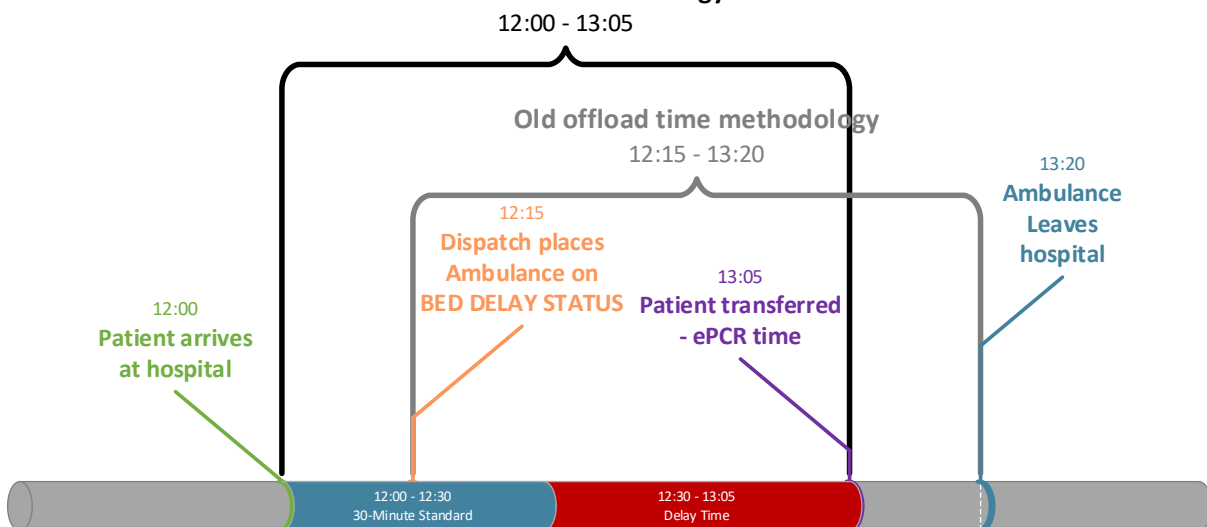 12:00 - 13:05
Old offload time methodology
12:15 - 13:20
13:20
Ambulance
Leaves
hospital
12:15
Dispatch places
Ambulance on
BED DELAY STATUS
13:05
Patient transferred
- ePCR time
12:00
Patient arrives
at hospital
12:00 - 12:30
30-Minute Standard
12:30 - 13:05
Delay Time